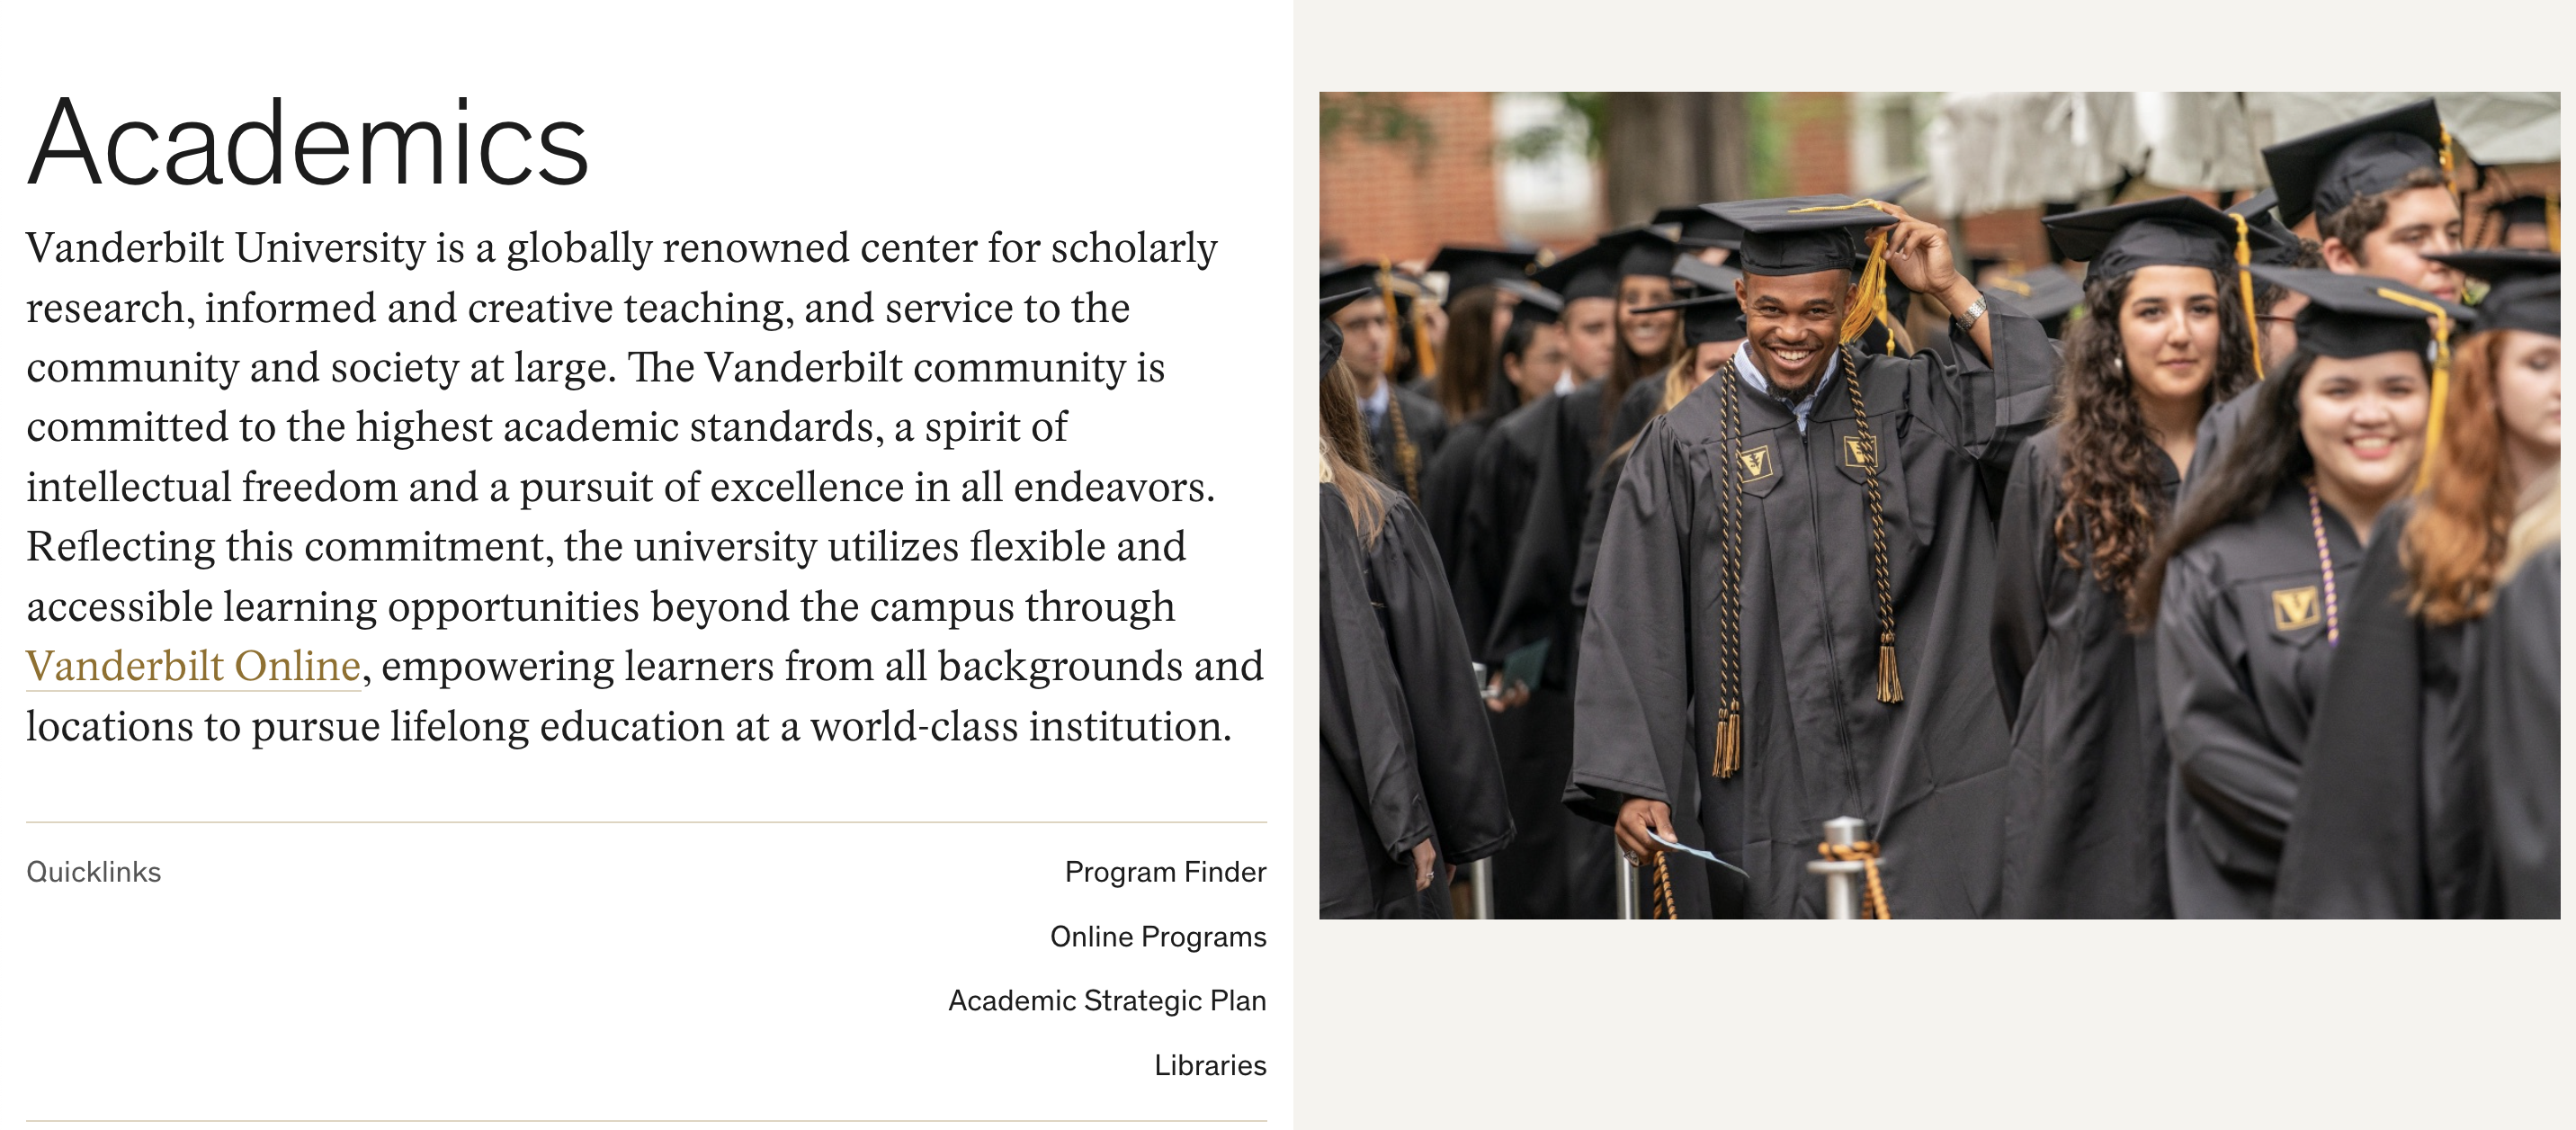 Academics
Vanderbilt University is a globally renowned center for scholarly
research, informed and creative teaching, and service to the
community and society at large. The Vanderbilt community is
committed to the highest academic standards, a spirit of
intellectual freedom and a pursuit of excellence in all endeavors.
Reflecting this commitment, the university utilizes flexible and
accessible learning opportunities beyond the campus through
Vanderbilt Online, empowering learners from all backgrounds and
locations to pursue lifelong education at a world-class institution.
Quicklinks
Program Finder
Online Programs
Academic Strategic Plan
Libraries
V
V
V